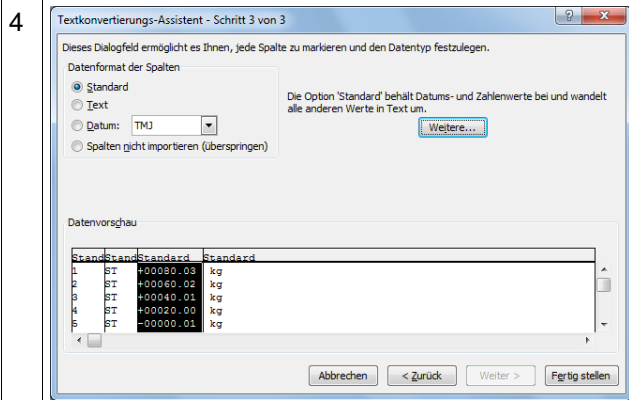 4
Textkonvertierungs-Assistent - Schritt 3 von 3
Dieses Dialogfeld ermöglicht es Ihnen, jede Spalte zu markieren und den Datentyp festzulegen.
Datenformat der Spalten
Standard
Text
Datum: TMJ
Spalten nicht importieren (überspringen)
Die Option 'Standard' behält Datums- und Zahlenwerte bei und wandelt
alle anderen Werte in Text um.
Weitere...
Datenvorschau
Stand Stand Standard Standard
1 ST +00080.03 kg
2 ST +00060.02 kg
3 ST +00040.01 kg
4 ST +00020.00 kg
5 ST -00000.01 kg
Abbrechen < Zurück Weiter > Fertig stellen